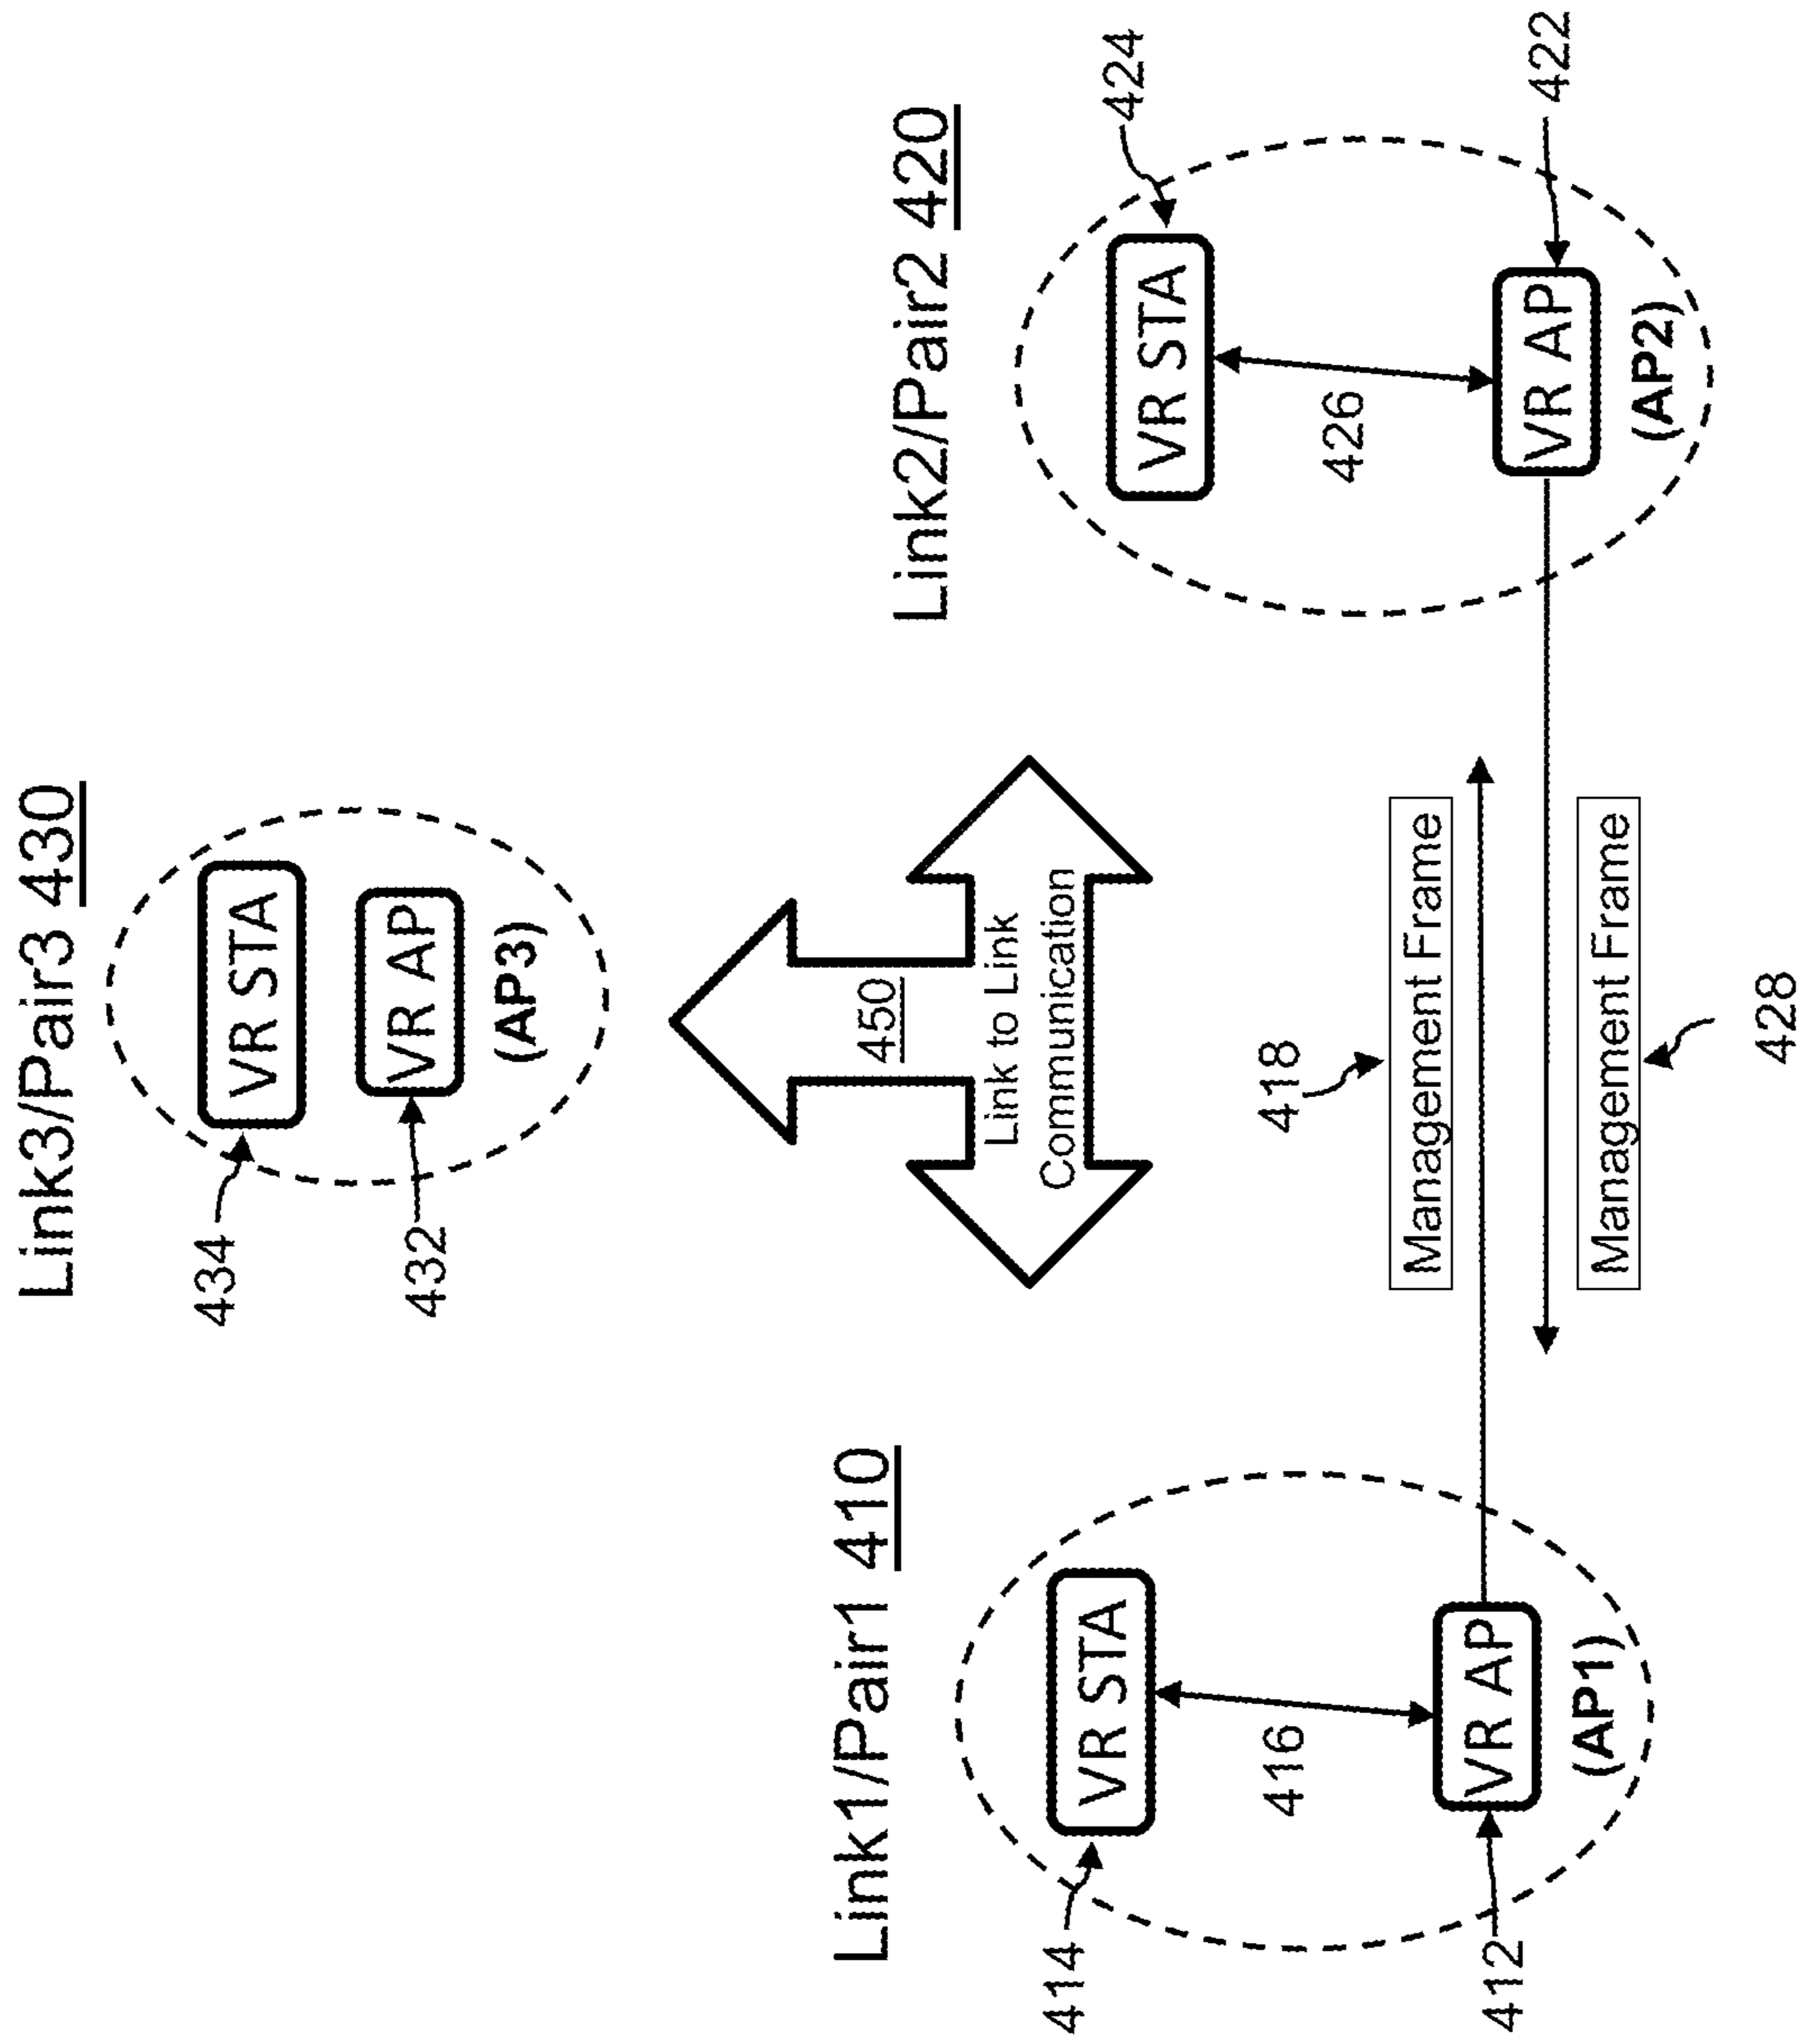 Link3/Pair3 430
434
VR STA
432
VR AP
(AP3)
450
Link to Link
Communication
Link1/Pair1 410
414
VR STA
416
412
VR AP
(AP1)
Link2/Pair2 420
424
VR STA
426
422
VR AP
(AP2)
418
Management Frame
Management Frame
428